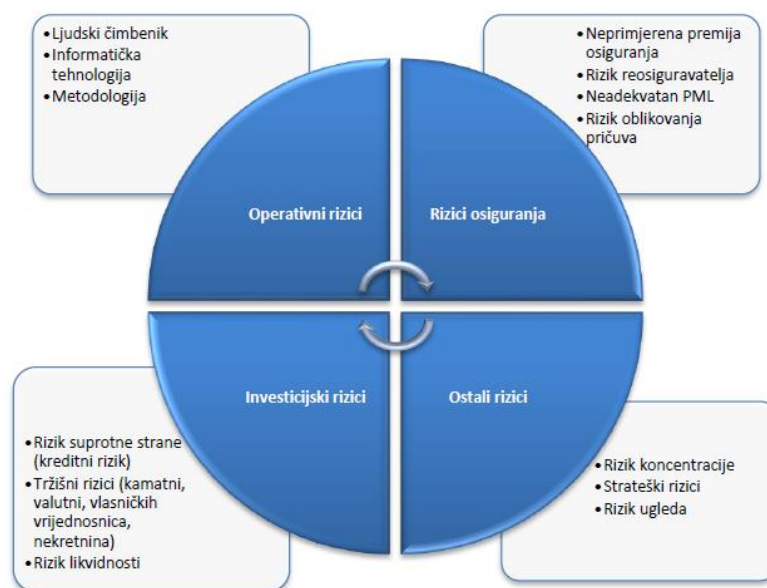 •Ljudski čimbenik
•Informatička
tehnologija
•Metodologija
•Neprimjerena premija
osiguranja
•Rizik reosiguravatelja
•Neadekvatan PML
•Rizik oblikovanja
pričuva
Operativni rizici
Rizici osiguranja
Investicijski rizici
Ostali rizici
•Rizik suprotne strane
(kreditni rizik)
•Tržišni rizici (kamatni,
valutni, vlasničkih
vrijednosnica,
nekretnina)
•Rizik likvidnosti
•Rizik koncentracije
•Strateški rizici
•Rizik ugleda